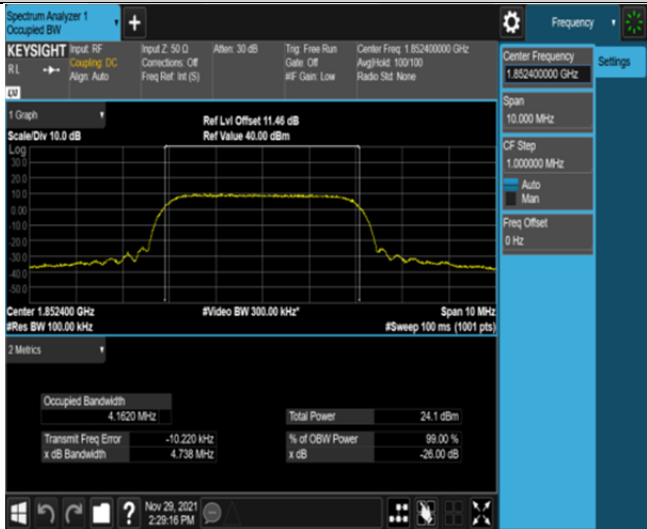 Spectrum Analyzer 1
Occupied BW
+
Frequency
KEYSIGHT Input: RF Input Z: 50 Ω Atten: 30 dB Trig: Free Run Center Freq: 1.852400000 GHz
RL Coupling: DC Corrections: Off Gate: Off Avg|Hold: 100/100
Align: Auto Freq Ref: Int (S) #IF Gain: Low Radio Std: None
Center Frequency
1.852400000 GHz
Settings
Span
10.000 MHz
CF Step
1.000000 MHz
Auto
Man
Freq Offset
0 Hz
1 Graph
Ref Lvl Offset 11.46 dB
Scale/Div 10.0 dB
Ref Value 40.00 dBm
Log
30.0
20.0
10.0
0.00
-10.0
-20.0
-30.0
-40.0
-50.0
Center 1.852400 GHz #Video BW 300.00 kHz* Span 10 MHz
#Res BW 100.00 kHz #Sweep 100 ms (1001 pts)
2 Metrics
Occupied Bandwidth
4.1620 MHz
Total Power 24.1 dBm
Transmit Freq Error -10.220 kHz
% of OBW Power 99.00 %
x dB Bandwidth 4.738 MHz
x dB -26.00 dB
?
Nov 29, 2021
2:29:16 PM